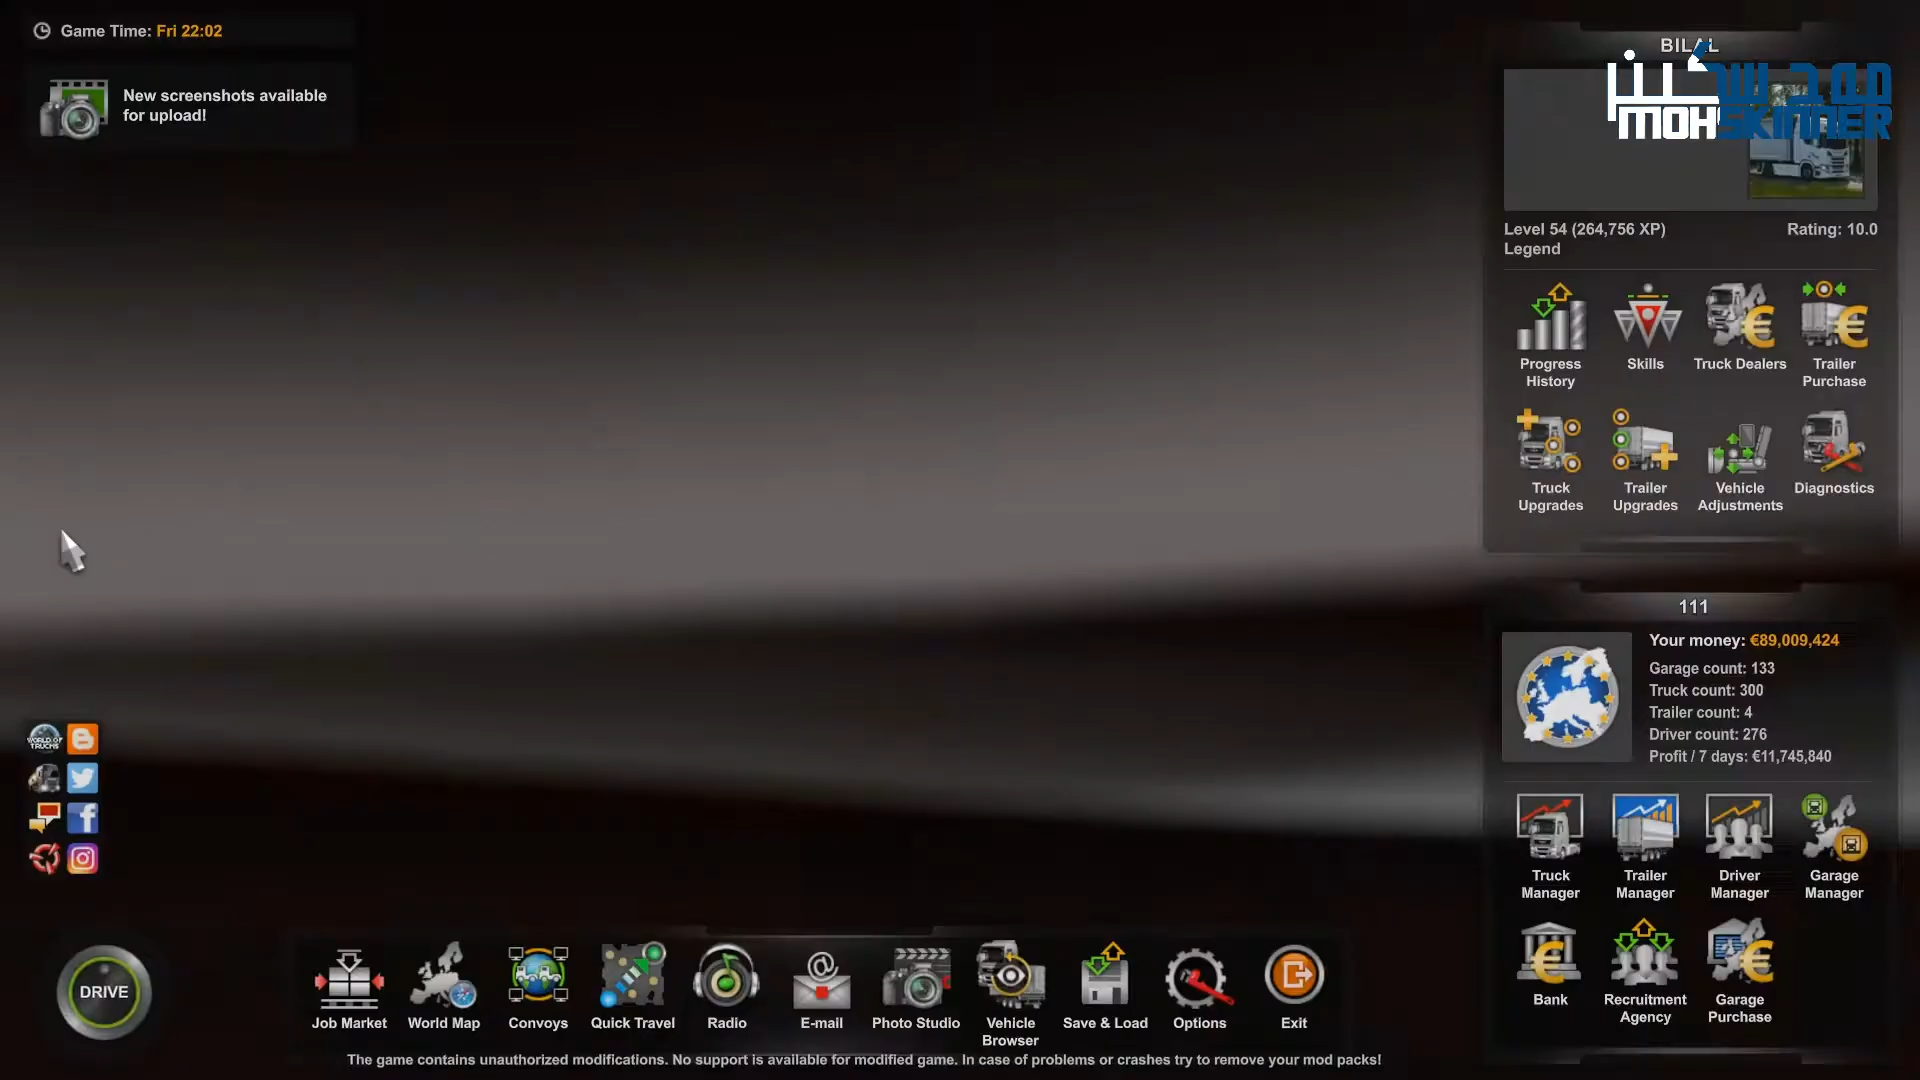 Game Time: Fri 22:02
New screenshots available
for upload!
BILAL
موه سكينر
MOHSKINNER
Level 54 (264,756 XP)
Rating: 10.0
Legend
Progress
History
Skills
Truck Dealers
Trailer
Purchase
Truck
Upgrades
Trailer
Upgrades
Vehicle
Adjustments
Diagnostics
111
Your money: €89,009,424
Garage count: 133
Truck count: 300
Trailer count: 4
Driver count: 276
Profit / 7 days: €11,745,840
Truck
Manager
Trailer
Manager
Driver
Manager
Garage
Manager
Bank
Recruitment
Agency
Garage
Purchase
WORLD OF
TRUCKS
DRIVE
Job Market
World Map
Convoys
Quick Travel
Radio
E-mail
Photo Studio
Vehicle
Browser
Save & Load
Options
Exit
The game contains unauthorized modifications. No support is available for modified game. In case of problems or crashes try to remove your mod packs!